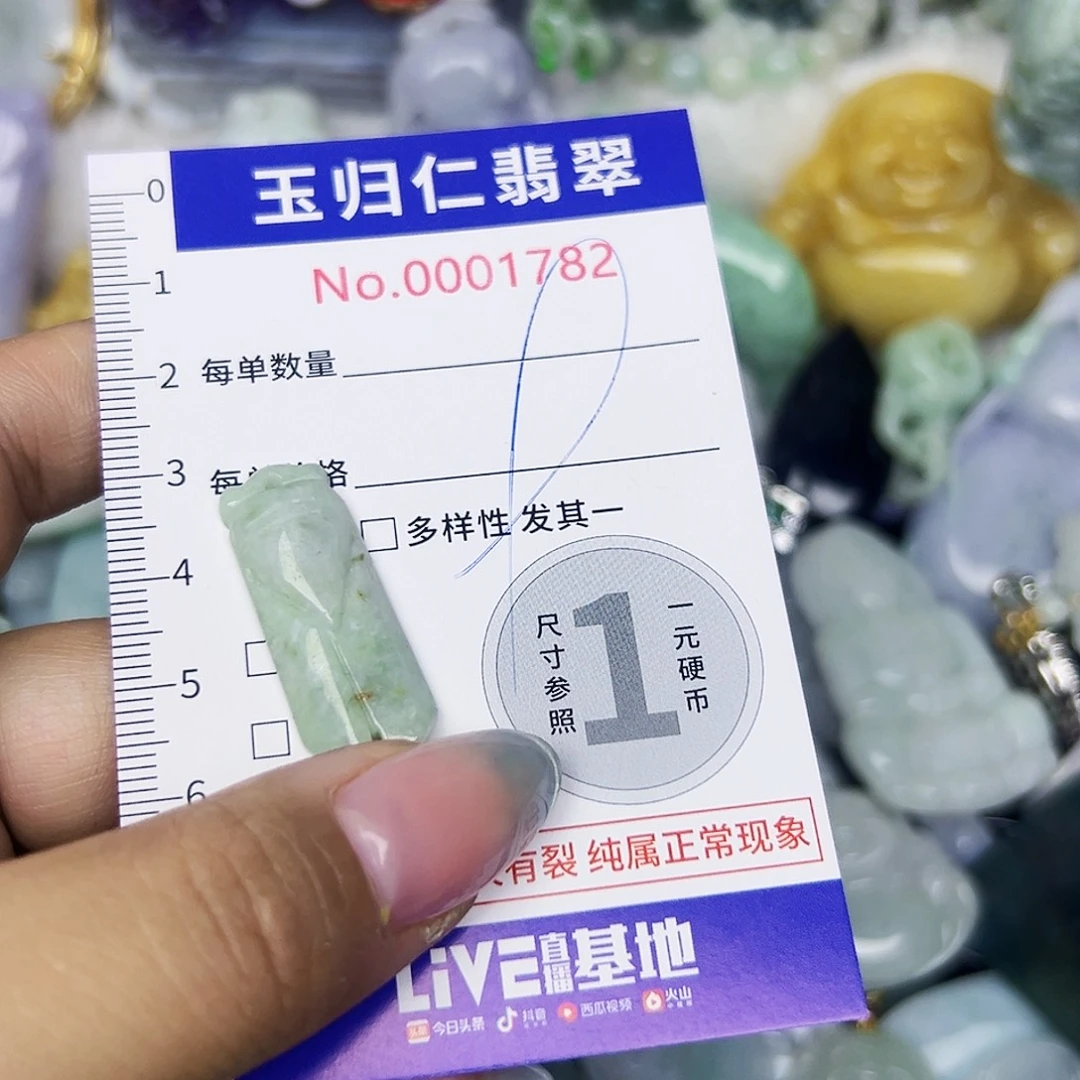 玉归仁翡翠
No.0001782
0
1
2
3
4
5
6
每单数量
格
多样性 发其一
尺寸参照
1
一元硬币
有裂 纯属正常现象
LiVE直播基地
今日头条 抖音 西瓜视频 火山